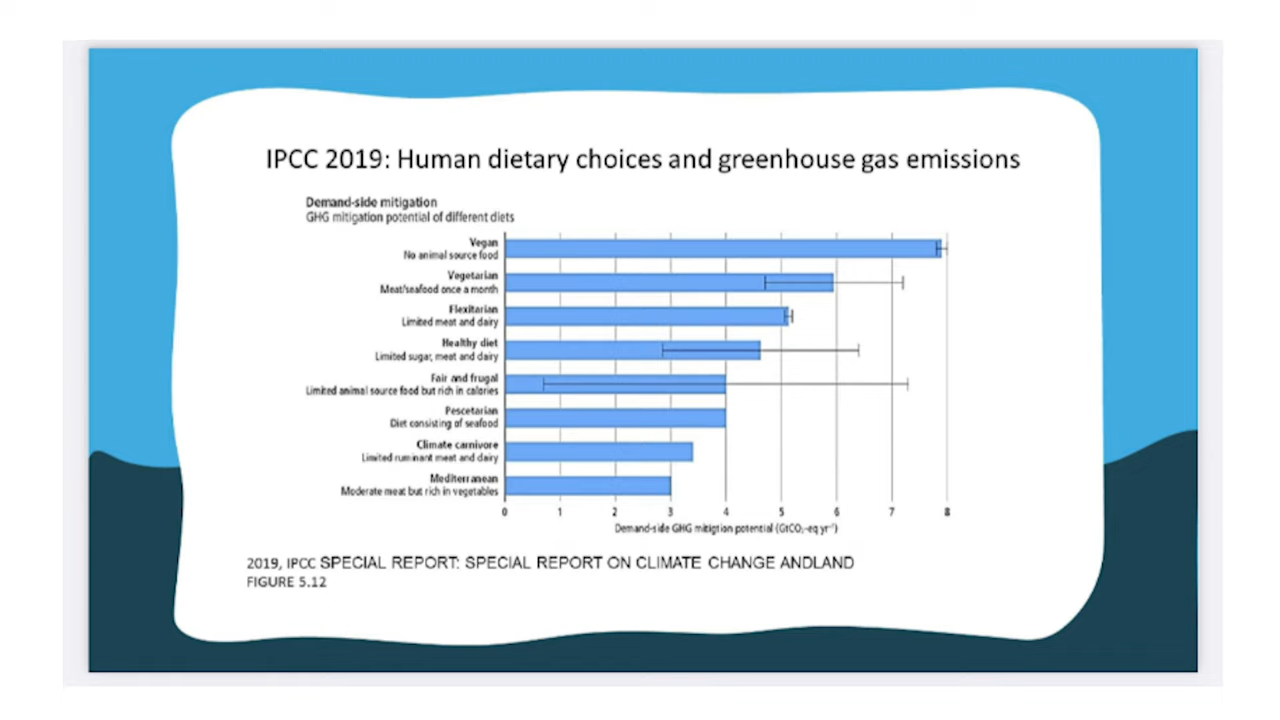 IPCC 2019: Human dietary choices and greenhouse gas emissions
Demand-side mitigation
GHG mitigation potential of different diets
Vegan
No animal source food
Vegetarian
Meat/seafood once a month
Flexitarian
Limited meat and dairy
Healthy diet
Limited sugar, meat and dairy
Fair and frugal
Limited animal source food but rich in calories
Pescetarian
Diet consisting of seafood
Climate carnivore
Limited ruminant meat and dairy
Mediterranean
Moderate meat but rich in vegetables
0 1 2 3 4 5 6 7 8
Demand-side GHG mitigtion potential (GtCO₂-eq yr⁻¹)
2019, IPCC SPECIAL REPORT: SPECIAL REPORT ON CLIMATE CHANGE ANDLAND
FIGURE 5.12